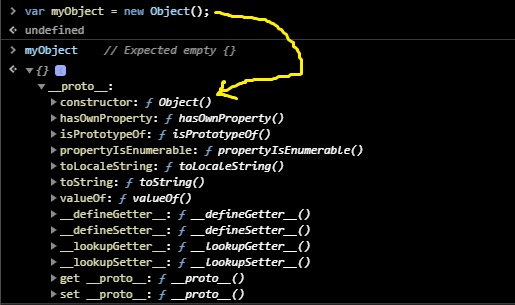 > var myObject = new Object();
< undefined
> myObject    // Expected empty {}
< ▼{} i
▼__proto__:
▶constructor: ƒ Object()
▶hasOwnProperty: ƒ hasOwnProperty()
▶isPrototypeOf: ƒ isPrototypeOf()
▶propertyIsEnumerable: ƒ propertyIsEnumerable()
▶toLocaleString: ƒ toLocaleString()
▶toString: ƒ toString()
▶valueOf: ƒ valueOf()
▶__defineGetter__: ƒ __defineGetter__()
▶__defineSetter__: ƒ __defineSetter__()
▶__lookupGetter__: ƒ __lookupGetter__()
▶__lookupSetter__: ƒ __lookupSetter__()
▶get __proto__: ƒ __proto__()
▶set __proto__: ƒ __proto__()